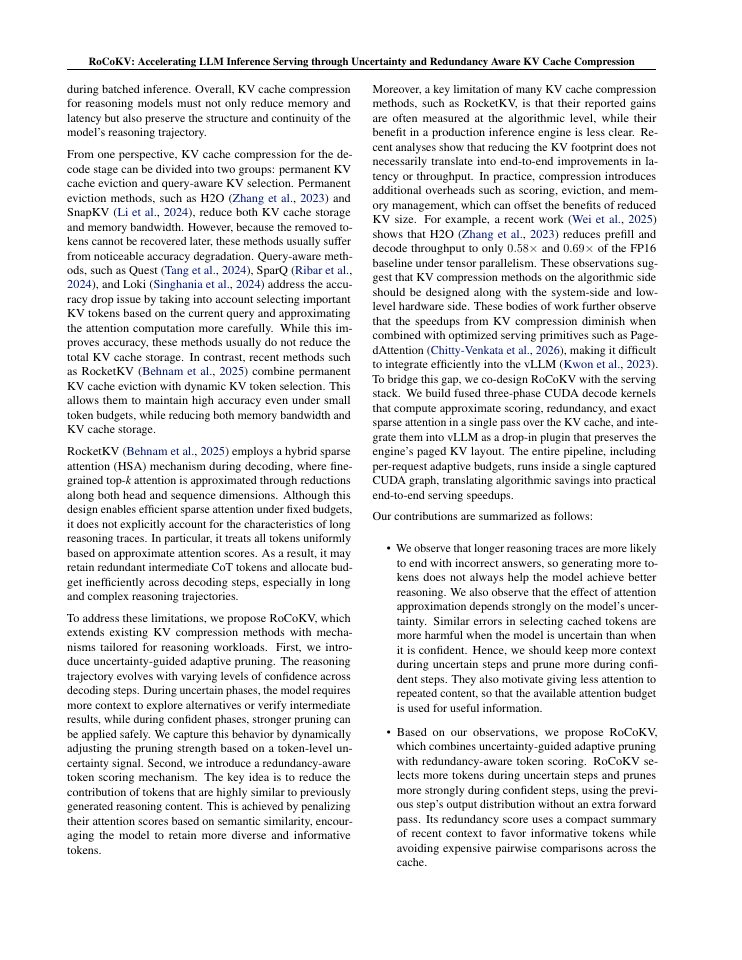 RoCoKV: Accelerating LLM Inference Serving through Uncertainty and Redundancy Aware KV Cache Compression
during batched inference. Overall, KV cache compression
for reasoning models must not only reduce memory and
latency but also preserve the structure and continuity of the
model's reasoning trajectory.
From one perspective, KV cache compression for the de-
code stage can be divided into two groups: permanent KV
cache eviction and query-aware KV selection. Permanent
eviction methods, such as H2O (Zhang et al., 2023) and
SnapKV (Li et al., 2024), reduce both KV cache storage
and memory bandwidth. However, because the removed to-
kens cannot be recovered later, these methods usually suffer
from noticeable accuracy degradation. Query-aware meth-
ods, such as Quest (Tang et al., 2024), SparQ (Ribar et al.,
2024), and Loki (Singhania et al., 2024) address the accu-
racy drop issue by taking into account selecting important
KV tokens based on the current query and approximating
the attention computation more carefully. While this im-
proves accuracy, these methods usually do not reduce the
total KV cache storage. In contrast, recent methods such
as RocketKV (Behnam et al., 2025) combine permanent
KV cache eviction with dynamic KV token selection. This
allows them to maintain high accuracy even under small
token budgets, while reducing both memory bandwidth and
KV cache storage.
RocketKV (Behnam et al., 2025) employs a hybrid sparse
attention (HSA) mechanism during decoding, where fine-
grained top-k attention is approximated through reductions
along both head and sequence dimensions. Although this
design enables efficient sparse attention under fixed budgets,
it does not explicitly account for the characteristics of long
reasoning traces. In particular, it treats all tokens uniformly
based on approximate attention scores. As a result, it may
retain redundant intermediate CoT tokens and allocate bud-
get inefficiently across decoding steps, especially in long
and complex reasoning trajectories.
To address these limitations, we propose RoCoKV, which
extends existing KV compression methods with mecha-
nisms tailored for reasoning workloads. First, we intro-
duce uncertainty-guided adaptive pruning. The reasoning
trajectory evolves with varying levels of confidence across
decoding steps. During uncertain phases, the model requires
more context to explore alternatives or verify intermediate
results, while during confident phases, stronger pruning can
be applied safely. We capture this behavior by dynamically
adjusting the pruning strength based on a token-level un-
certainty signal. Second, we introduce a redundancy-aware
token scoring mechanism. The key idea is to reduce the
contribution of tokens that are highly similar to previously
generated reasoning content. This is achieved by penalizing
their attention scores based on semantic similarity, encour-
aging the model to retain more diverse and informative
tokens.
Moreover, a key limitation of many KV cache compression
methods, such as RocketKV, is that their reported gains
are often measured at the algorithmic level, while their
benefit in a production inference engine is less clear. Re-
cent analyses show that reducing the KV footprint does not
necessarily translate into end-to-end improvements in la-
tency or throughput. In practice, compression introduces
additional overheads such as scoring, eviction, and mem-
ory management, which can offset the benefits of reduced
KV size. For example, a recent work (Wei et al., 2025)
shows that H2O (Zhang et al., 2023) reduces prefill and
decode throughput to only 0.58× and 0.69× of the FP16
baseline under tensor parallelism. These observations sug-
gest that KV compression methods on the algorithmic side
should be designed along with the system-side and low-
level hardware side. These bodies of work further observe
that the speedups from KV compression diminish when
combined with optimized serving primitives such as Page-
dAttention (Chitty-Venkata et al., 2026), making it difficult
to integrate efficiently into the vLLM (Kwon et al., 2023).
To bridge this gap, we co-design RoCoKV with the serving
stack. We build fused three-phase CUDA decode kernels
that compute approximate scoring, redundancy, and exact
sparse attention in a single pass over the KV cache, and inte-
grate them into vLLM as a drop-in plugin that preserves the
engine's paged KV layout. The entire pipeline, including
per-request adaptive budgets, runs inside a single captured
CUDA graph, translating algorithmic savings into practical
end-to-end serving speedups.
Our contributions are summarized as follows:
• We observe that longer reasoning traces are more likely
to end with incorrect answers, so generating more to-
kens does not always help the model achieve better
reasoning. We also observe that the effect of attention
approximation depends strongly on the model's uncer-
tainty. Similar errors in selecting cached tokens are
more harmful when the model is uncertain than when
it is confident. Hence, we should keep more context
during uncertain steps and prune more during confi-
dent steps. They also motivate giving less attention to
repeated content, so that the available attention budget
is used for useful information.
• Based on our observations, we propose RoCoKV,
which combines uncertainty-guided adaptive pruning
with redundancy-aware token scoring. RoCoKV se-
lects more tokens during uncertain steps and prunes
more strongly during confident steps, using the previ-
ous step's output distribution without an extra forward
pass. Its redundancy score uses a compact summary
of recent context to favor informative tokens while
avoiding expensive pairwise comparisons across the
cache.